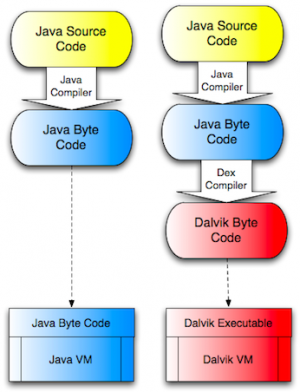 Java Source
Code
Java
Compiler
Java Byte
Code
Java Byte Code
Java VM
Java Source
Code
Java
Compiler
Java Byte
Code
Dex
Compiler
Dalvik Byte
Code
Dalvik Executable
Dalvik VM